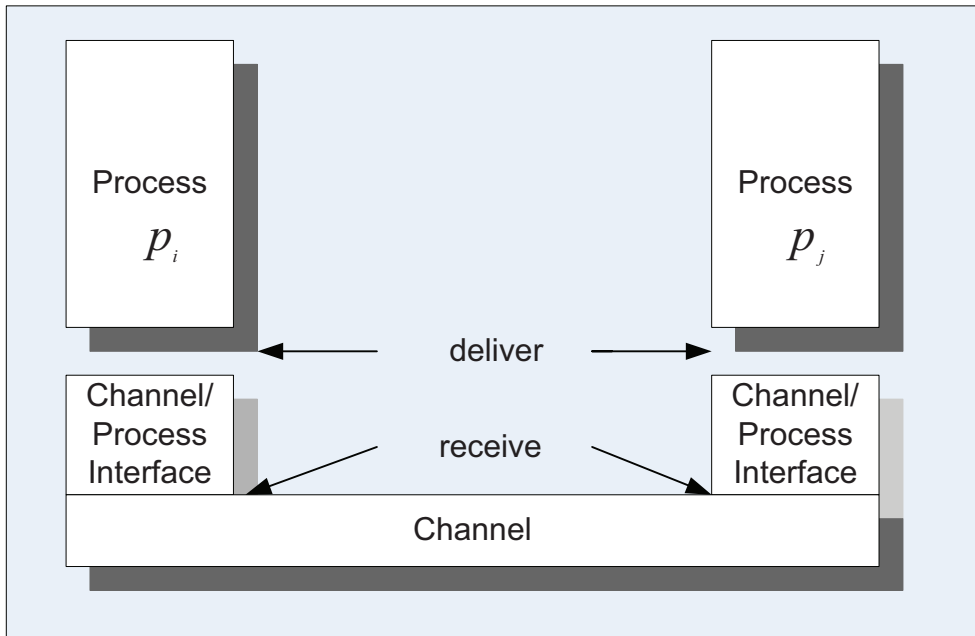 Process
p_i
Process
p_j
deliver
Channel/
Process
Interface
Channel/
Process
Interface
receive
Channel